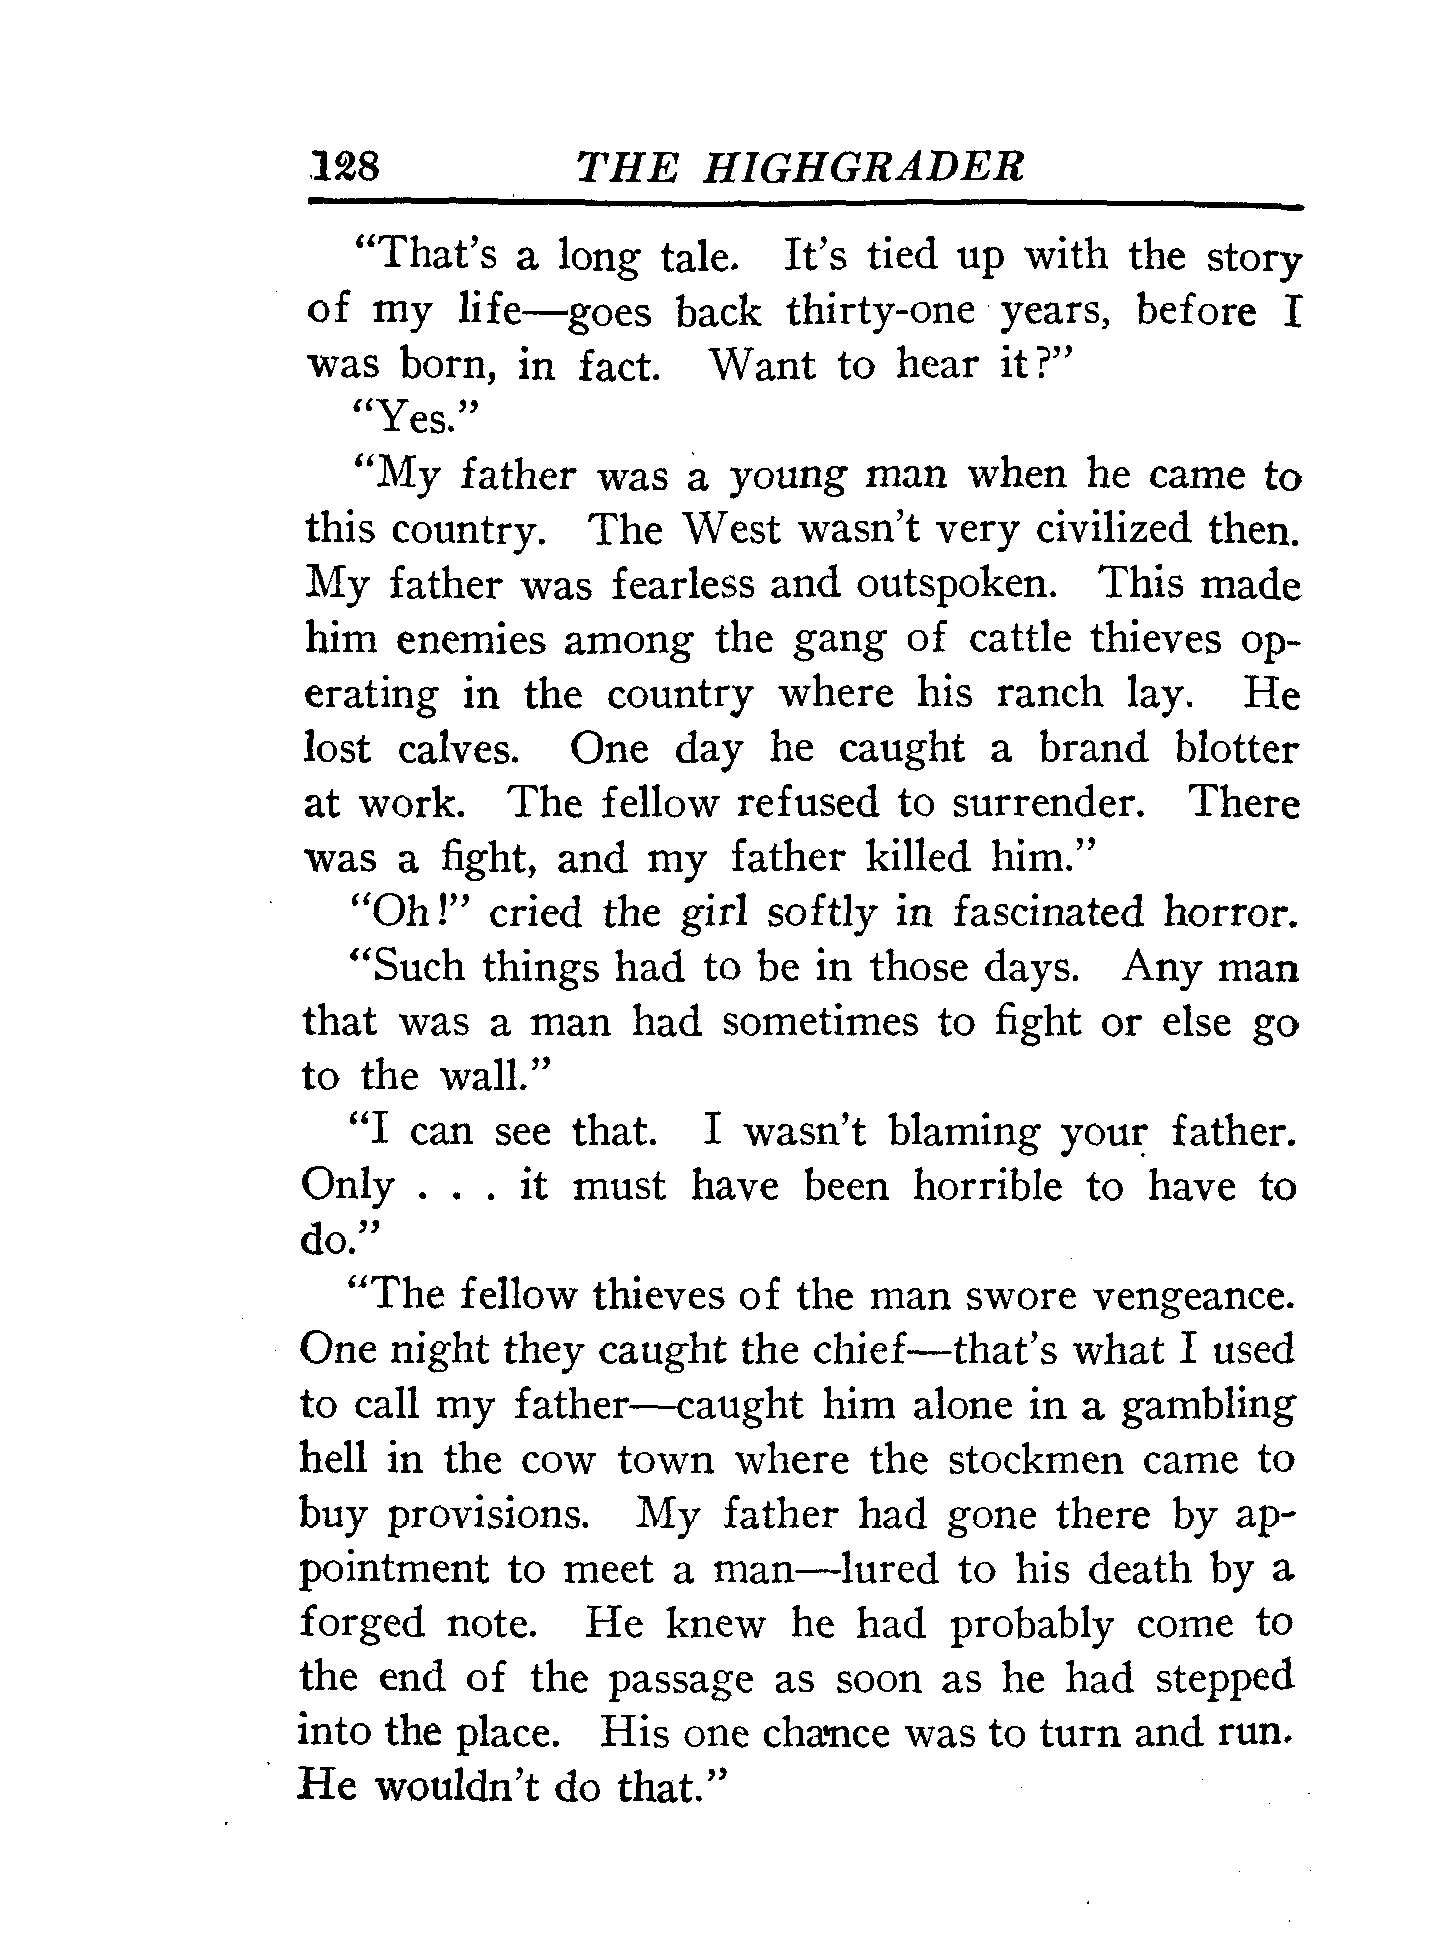 128 THE HIGHGRADER
“That’s a long tale. It’s tied up with the story
of my life—goes back thirty-one years, before I
was born, in fact. Want to hear it?”
“Yes.”
“My father was a young man when he came to
this country. The West wasn’t very civilized then.
My father was fearless and outspoken. This made
him enemies among the gang of cattle thieves op-
erating in the country where his ranch lay. He
lost calves. One day he caught a brand blotter
at work. The fellow refused to surrender. There
was a fight, and my father killed him.”
“Oh!” cried the girl softly in fascinated horror.
“Such things had to be in those days. Any man
that was a man had sometimes to fight or else go
to the wall.”
“I can see that. I wasn’t blaming your father.
Only . . . it must have been horrible to have to
do.”
“The fellow thieves of the man swore vengeance.
One night they caught the chief—that’s what I used
to call my father—caught him alone in a gambling
hell in the cow town where the stockmen came to
buy provisions. My father had gone there by ap-
pointment to meet a man—lured to his death by a
forged note. He knew he had probably come to
the end of the passage as soon as he had stepped
into the place. His one chance was to turn and run.
He wouldn’t do that.”